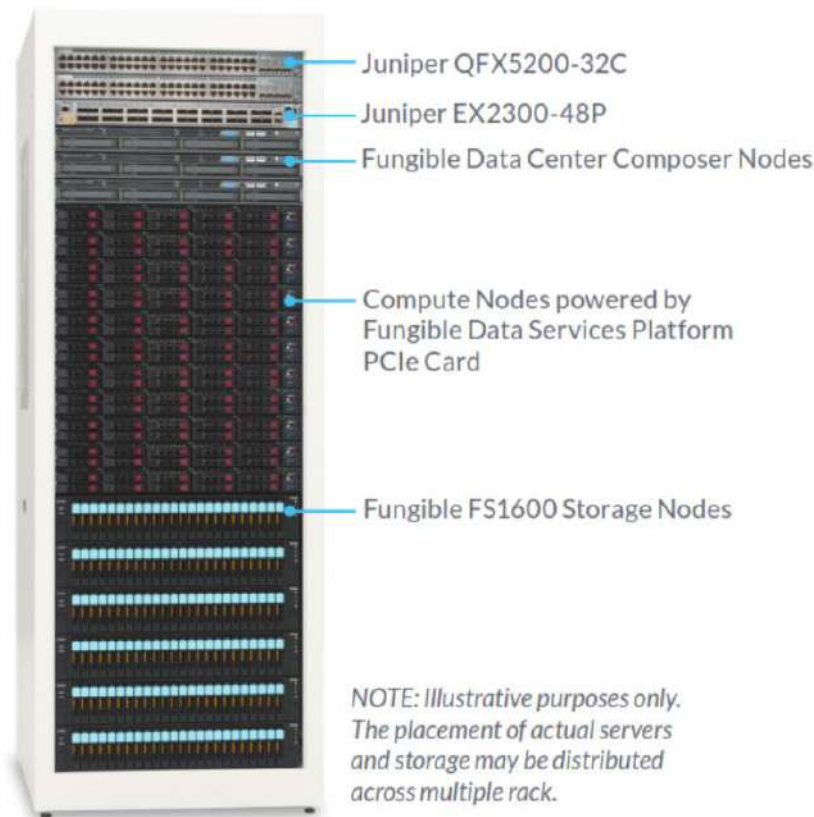 Juniper QFX5200-32C
Juniper EX2300-48P
Fungible Data Center Composer Nodes
Compute Nodes powered by
Fungible Data Services Platform
PCIe Card
Fungible FS1600 Storage Nodes
NOTE: Illustrative purposes only.
The placement of actual servers
and storage may be distributed
across multiple rack.